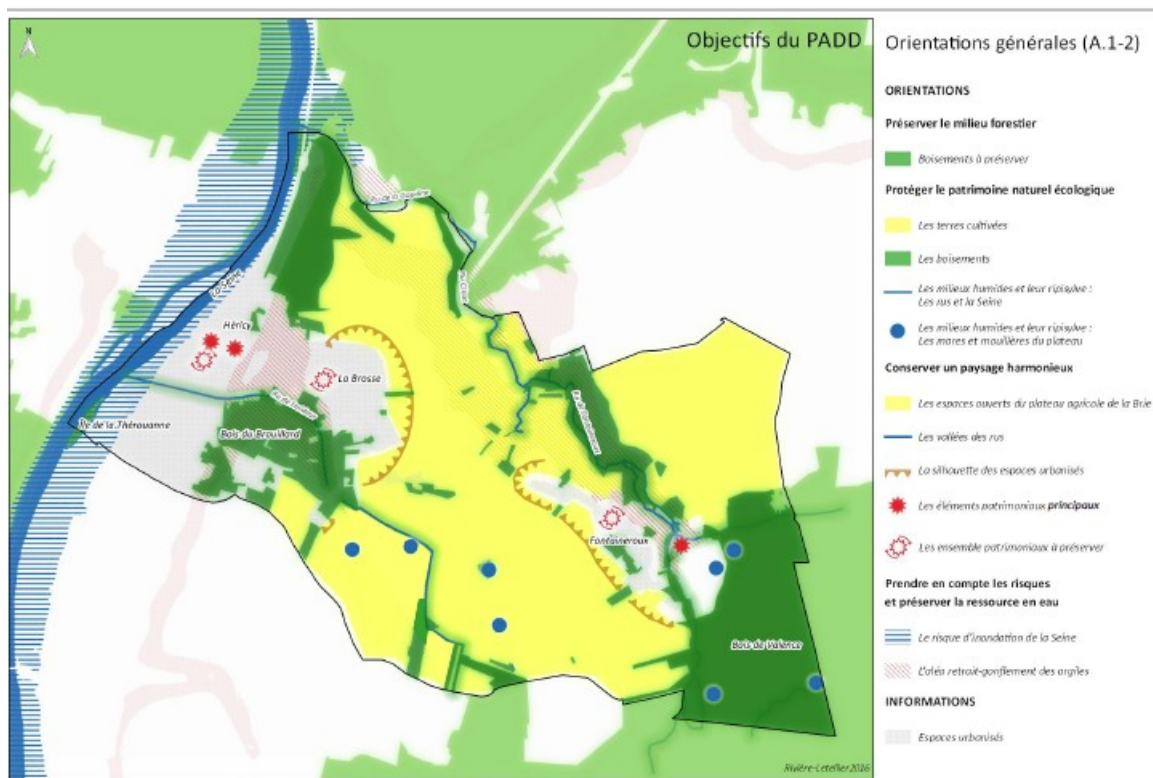 N
Objectifs du PADD
Ru de la Gaudine
La Seine
Héricy
La Brosse
Île de la Thérouanne
Bois du Brouillard
Fontaineroux
Bois de Valence
Rivière-Letellier2016
Orientations générales (A.1-2)
ORIENTATIONS
Préserver le milieu forestier
Boisements à préserver
Protéger le patrimoine naturel écologique
Les terres cultivées
Les boisements
Les milieux humides et leur ripisylve :
Les rus et la Seine
Les milieux humides et leur ripisylve :
Les mares et mouillères du plateau
Conserver un paysage harmonieux
Les espaces ouverts du plateau agricole de la Brie
Les vallées des rus
La silhouette des espaces urbanisés
Les éléments patrimoniaux principaux
Les ensemble patrimoniaux à préserver
Prendre en compte les risques
et préserver la ressource en eau
Le risque d'inondation de la Seine
L'aléa retrait-gonflement des argiles
INFORMATIONS
Espaces urbanisés